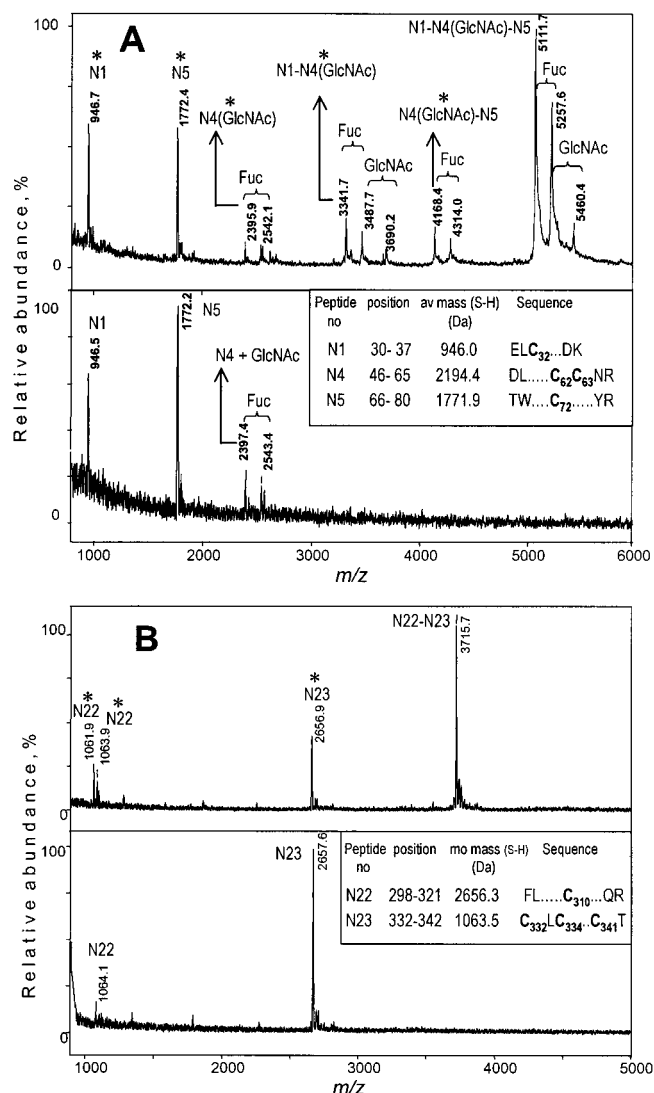 A
Relative abundance, %
100
0
*
N1
946.7
*
N5
1772.4
*
N4(GlcNAc)
Fuc
2395.9
2542.1
*
N1-N4(GlcNAc)
Fuc
3341.7
3487.7
GlcNAc
3690.2
*
N4(GlcNAc)-N5
Fuc
4168.4
4314.0
N1-N4(GlcNAc)-N5
5111.7
Fuc
5257.6
GlcNAc
5460.4
100
0
N1
946.5
N5
1772.2
N4 + GlcNAc
Fuc
2397.4
2543.4
Peptide no position av mass (S-H) (Da) Sequence
N1 30- 37 946.0 ELC32...DK
N4 46- 65 2194.4 DL.....C62C63NR
N5 66- 80 1771.9 TW....C72.....YR
1000 2000 3000 4000 5000 6000
m/z
B
Relative abundance, %
100
0
*
N22
1061.9
*
N22
1063.9
*
N23
2656.9
N22-N23
3715.7
100
0
N22
1064.1
N23
2657.6
Peptide no position mo mass (S-H) (Da) Sequence
N22 298-321 2656.3 FL.....C310...QR
N23 332-342 1063.5 C332LC334..C341T
1000 2000 3000 4000 5000
m/z